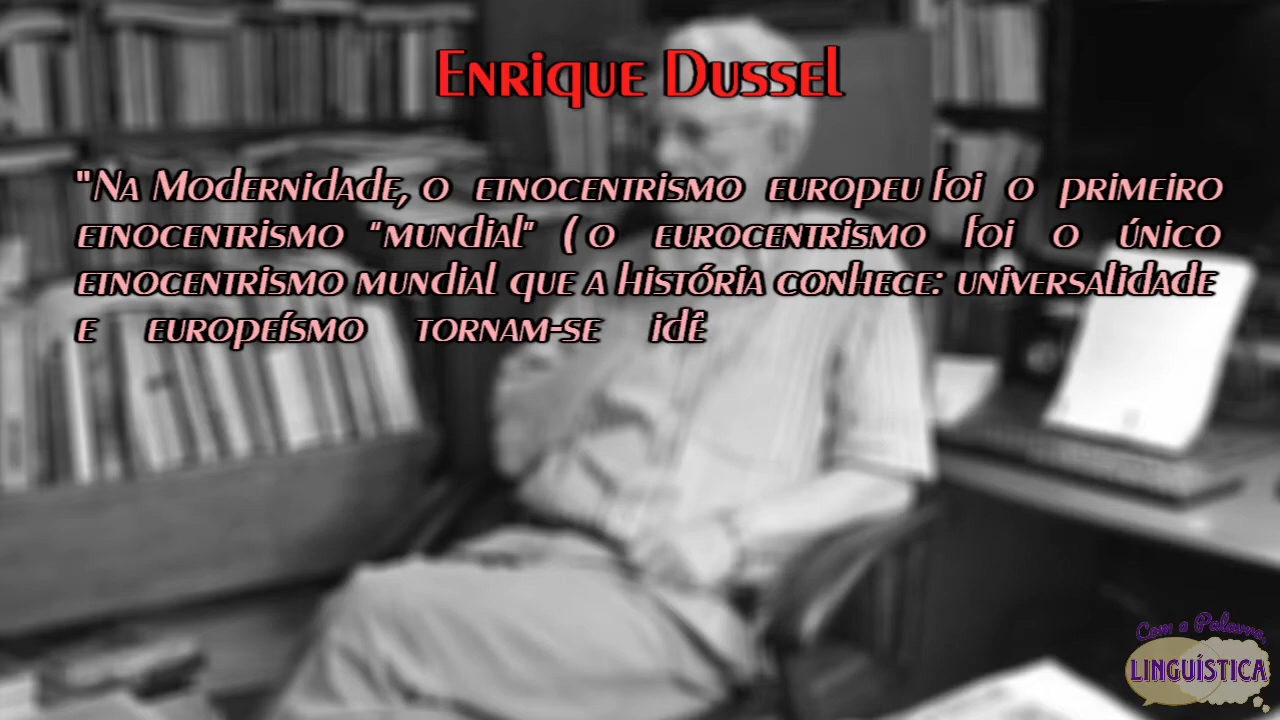 Enrique Dussel
"Na Modernidade, o etnocentrismo europeu foi o primeiro
etnocentrismo "mundial" ( o eurocentrismo foi o único
etnocentrismo mundial que a história conhece: universalidade
e europeísmo tornam-se idê
Com a Palavra,
LINGUÍSTICA